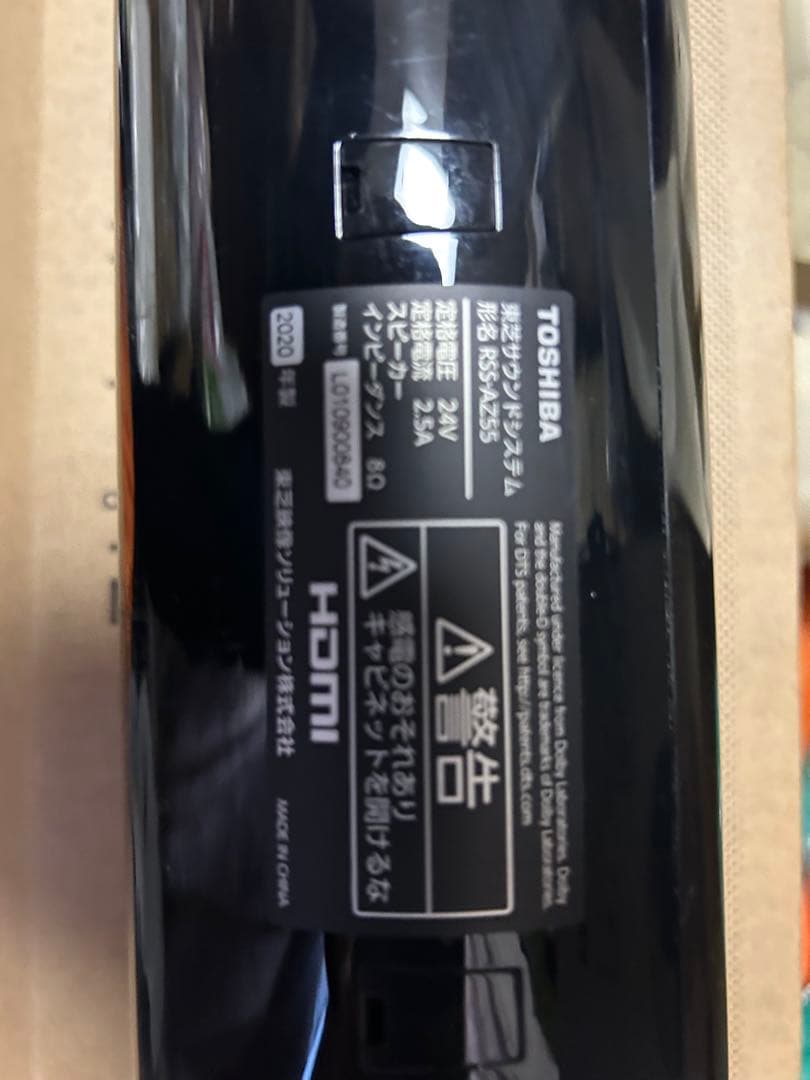 TOSHIBA
東芝サウンドシステム
形名 RSS-AZ55
定格電圧 24V
定格電流 2.5A
スピーカー
インピーダンス 8Ω
製造番号 L010900840
2020 年製
Manufactured under licence from Dolby Laboratories. Dolby
and the double-D symbol are trademarks of Dolby Laboratories.
For DTS patents, see http://patents.dts.com
警告
感電のおそれあり
キャビネットを開けるな
HDMI
東芝映像ソリューション株式会社 MADE IN CHINA